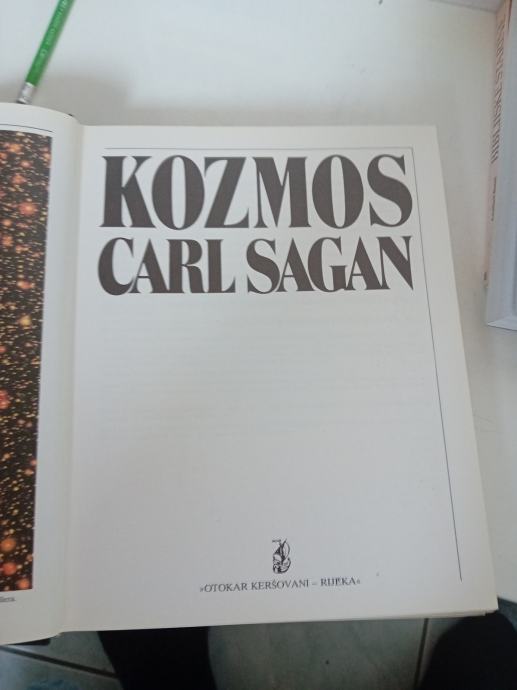 KOZMOS
CARL SAGAN
»OTOKAR KERŠOVANI – RIJEKA«